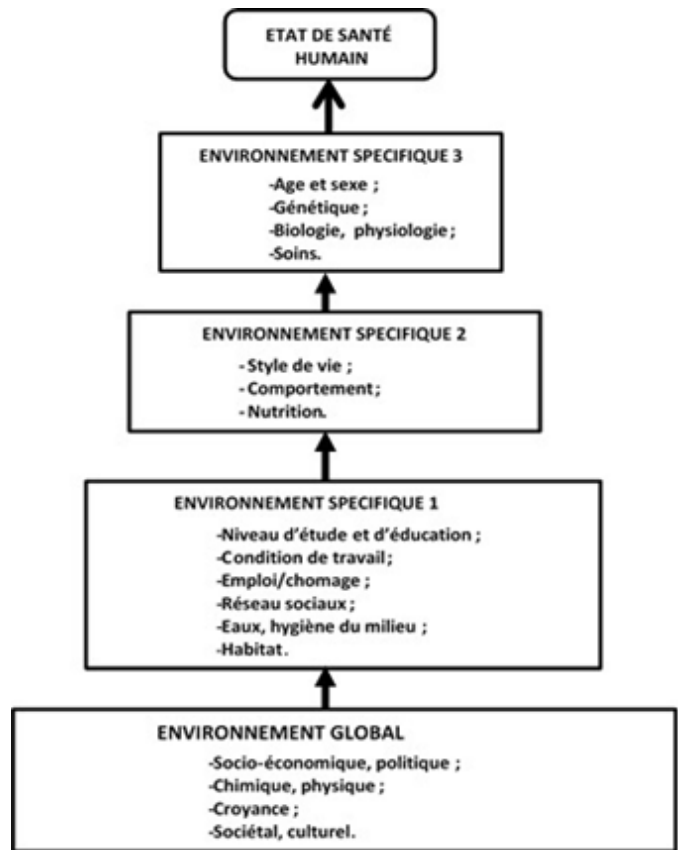 ETAT DE SANTÉ
HUMAIN
ENVIRONNEMENT SPECIFIQUE 3
-Age et sexe ;
-Génétique ;
-Biologie, physiologie ;
-Soins.
ENVIRONNEMENT SPECIFIQUE 2
- Style de vie ;
- Comportement;
- Nutrition.
ENVIRONNEMENT SPECIFIQUE 1
-Niveau d'étude et d'éducation ;
-Condition de travail;
-Emploi/chomage ;
-Réseau sociaux ;
-Eaux, hygiène du milieu ;
-Habitat.
ENVIRONNEMENT GLOBAL
-Socio-économique, politique ;
-Chimique, physique ;
-Croyance ;
-Sociétal, culturel.